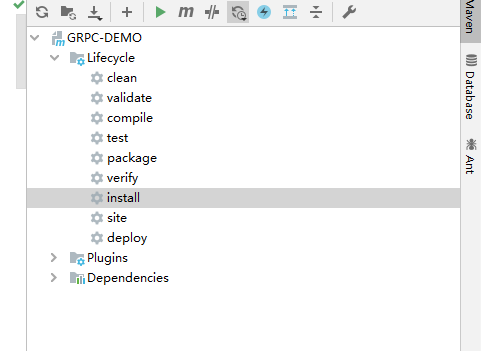 GRPC-DEMO
Lifecycle
clean
validate
compile
test
package
verify
install
site
deploy
Plugins
Dependencies
Maven
Database
Ant